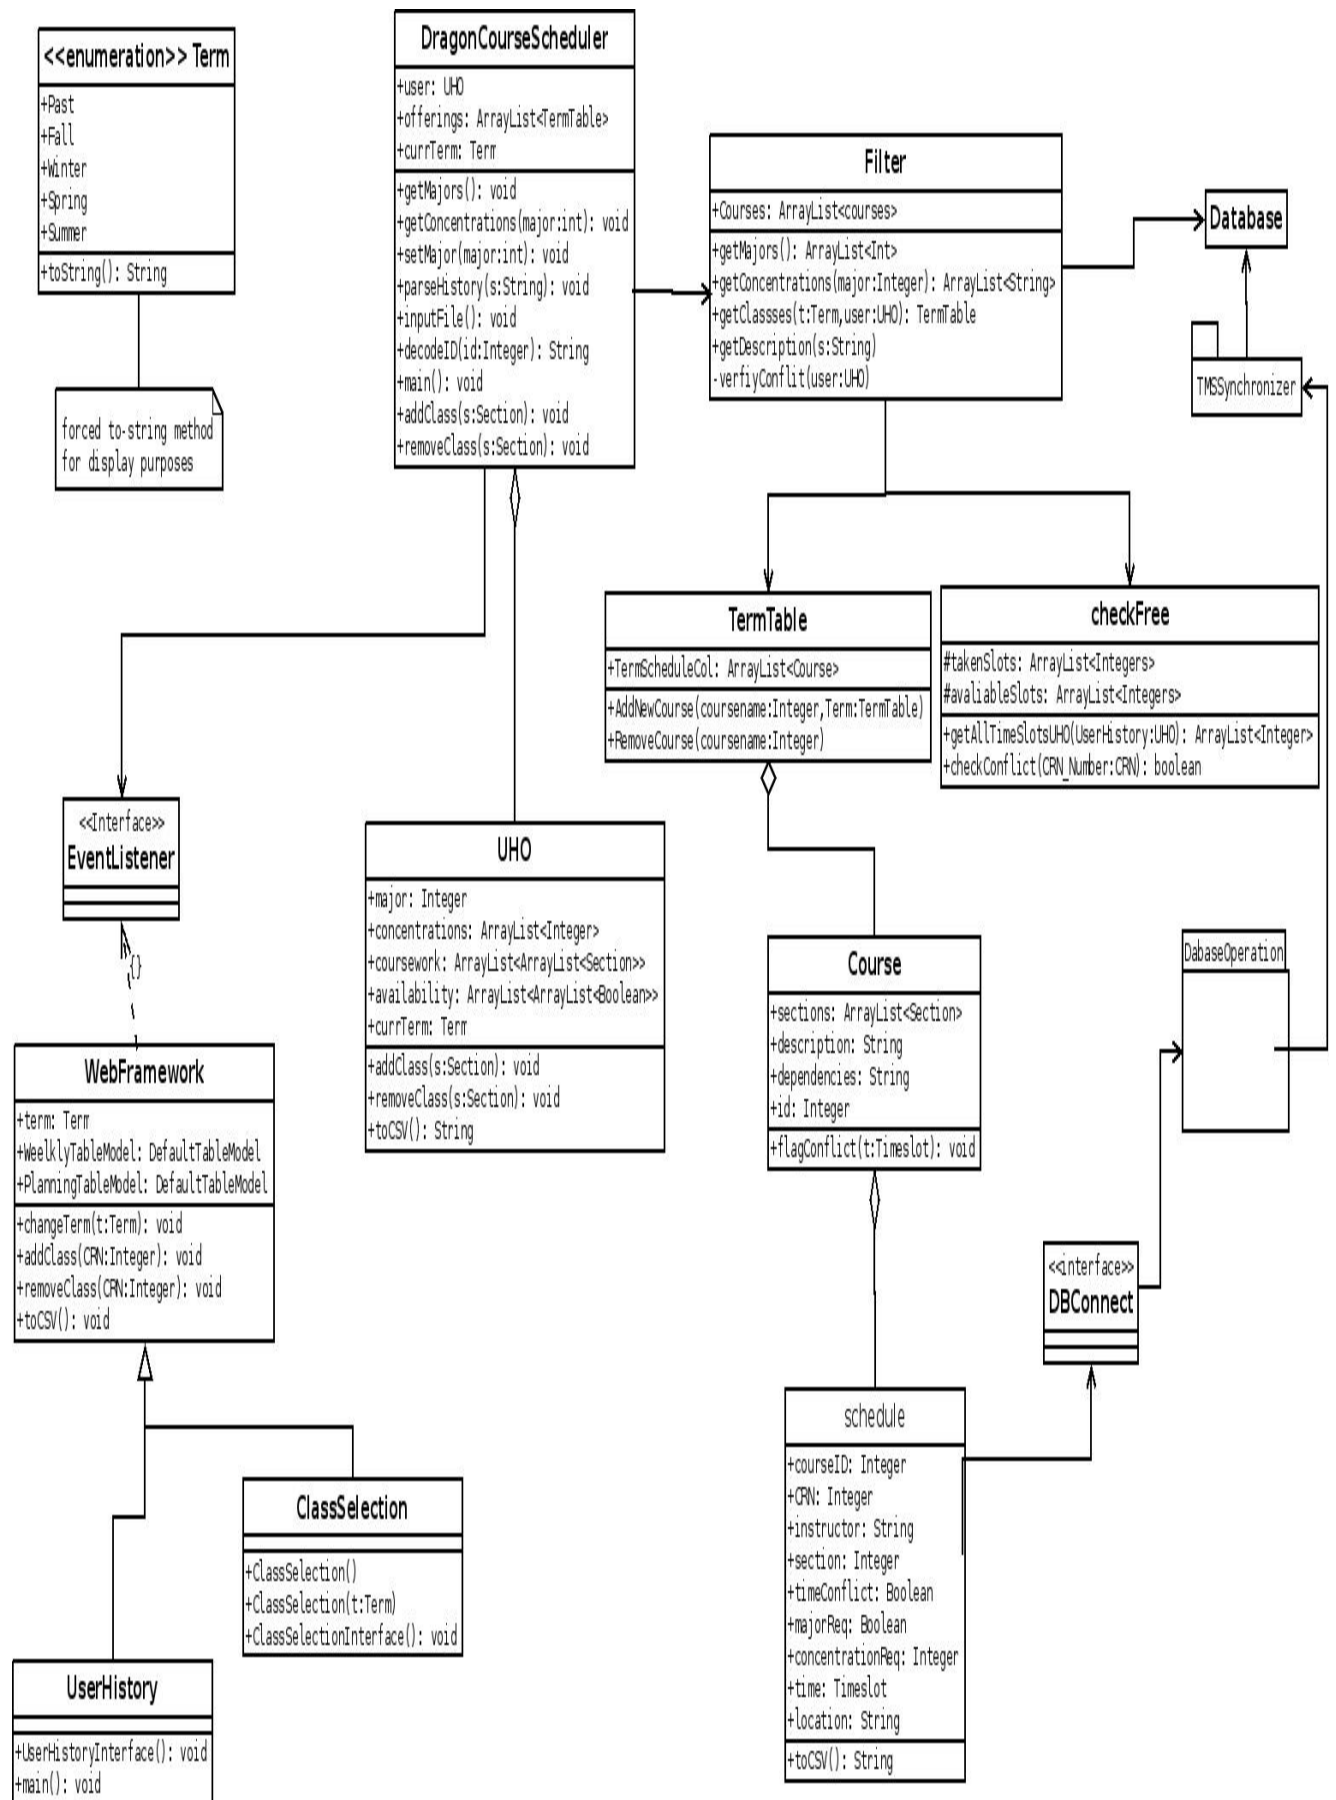 <<enumeration>> Term
+Past
+Fall
+Winter
+Spring
+Summer
+toString(): String
forced to-string method
for display purposes
DragonCourseScheduler
+user: UHO
+offerings: ArrayList<TermTable>
+currTerm: Term
+getMajors(): void
+getConcentrations(major:int): void
+setMajor(major:int): void
+parseHistory(s:String): void
+inputFile(): void
+decodeID(id:Integer): String
+main(): void
+addClass(s:Section): void
+removeClass(s:Section): void
Filter
+Courses: ArrayList<courses>
+getMajors(): ArrayList<Int>
+getConcentrations(major:Integer): ArrayList<String>
+getClassses(t:Term,user:UHO): TermTable
+getDescription(s:String)
-verfiyConflit(user:UHO)
Database
TMSSynchronizer
TermTable
+TermScheduleCol: ArrayList<Course>
+AddNewCourse(coursename:Integer,Term:TermTable)
+RemoveCourse(coursename:Integer)
checkFree
#takenSlots: ArrayList<Integers>
#avaliableSlots: ArrayList<Integers>
+getAllTimeSlotsUHO(UserHistory:UHO): ArrayList<Integer>
+checkConflict(CRN_Number:CRN): boolean
<<Interface>>
EventListener
{}
UHO
+major: Integer
+concentrations: ArrayList<Integer>
+coursework: ArrayList<ArrayList<Section>>
+availability: ArrayList<ArrayList<Boolean>>
+currTerm: Term
+addClass(s:Section): void
+removeClass(s:Section): void
+toCSV(): String
Course
+sections: ArrayList<Section>
+description: String
+dependencies: String
+id: Integer
+flagConflict(t:Timeslot): void
DabaseOperation
WebFramework
+term: Term
+WeelklyTableModel: DefaultTableModel
+PlanningTableModel: DefaultTableModel
+changeTerm(t:Term): void
+addClass(CRN:Integer): void
+removeClass(CRN:Integer): void
+toCSV(): void
<<interface>>
DBConnect
schedule
+courseID: Integer
+CRN: Integer
+instructor: String
+section: Integer
+timeConflict: Boolean
+majorReq: Boolean
+concentrationReq: Integer
+time: Timeslot
+location: String
+toCSV(): String
ClassSelection
+ClassSelection()
+ClassSelection(t:Term)
+ClassSelectionInterface(): void
UserHistory
+UserHistoryInterface(): void
+main(): void